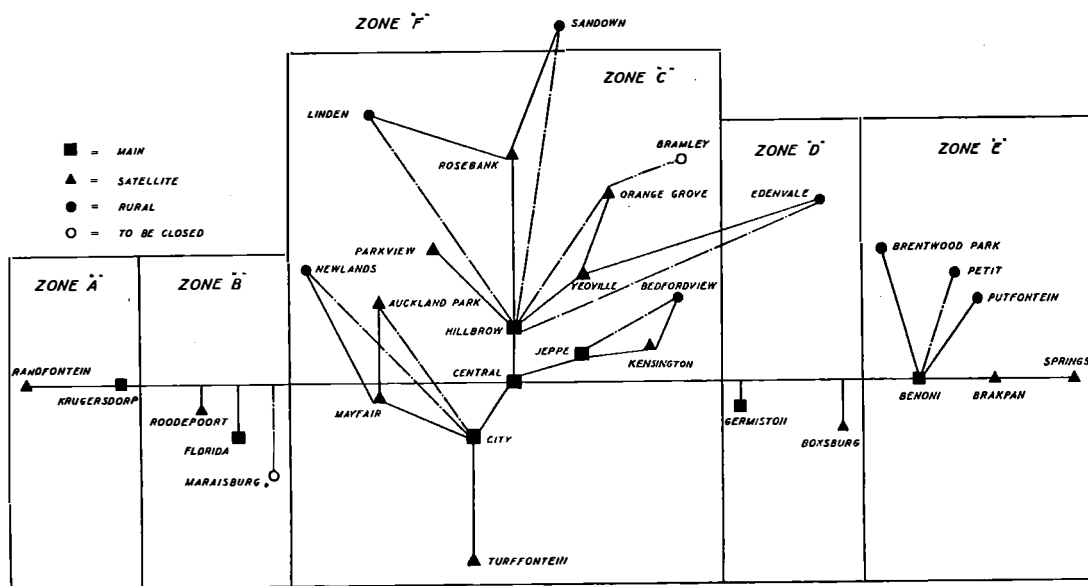 ZONE "F"
SANDOWN
ZONE "C"
LINDEN
■ = MAIN
▲ = SATELLITE
● = RURAL
○ = TO BE CLOSED
ROSEBANK
BRAMLEY
ORANGE GROVE
ZONE "D"
EDENVALE
ZONE "E"
ZONE "A"
ZONE "B"
PARKVIEW
NEWLANDS
AUCKLAND PARK
YEOVILLE
BEDFORDVIEW
BRENTWOOD PARK
PETIT
PUTFONTEIN
HILLBROW
JEPPE
KENSINGTON
CENTRAL
RANDFONTEIN
KRUGERSDORP
ROODEPOORT
FLORIDA
MARAISBURG
MAYFAIR
CITY
GERMISTON
BOXSBURG
BENONI
BRAKPAN
SPRINGS
TURFFONTEIN